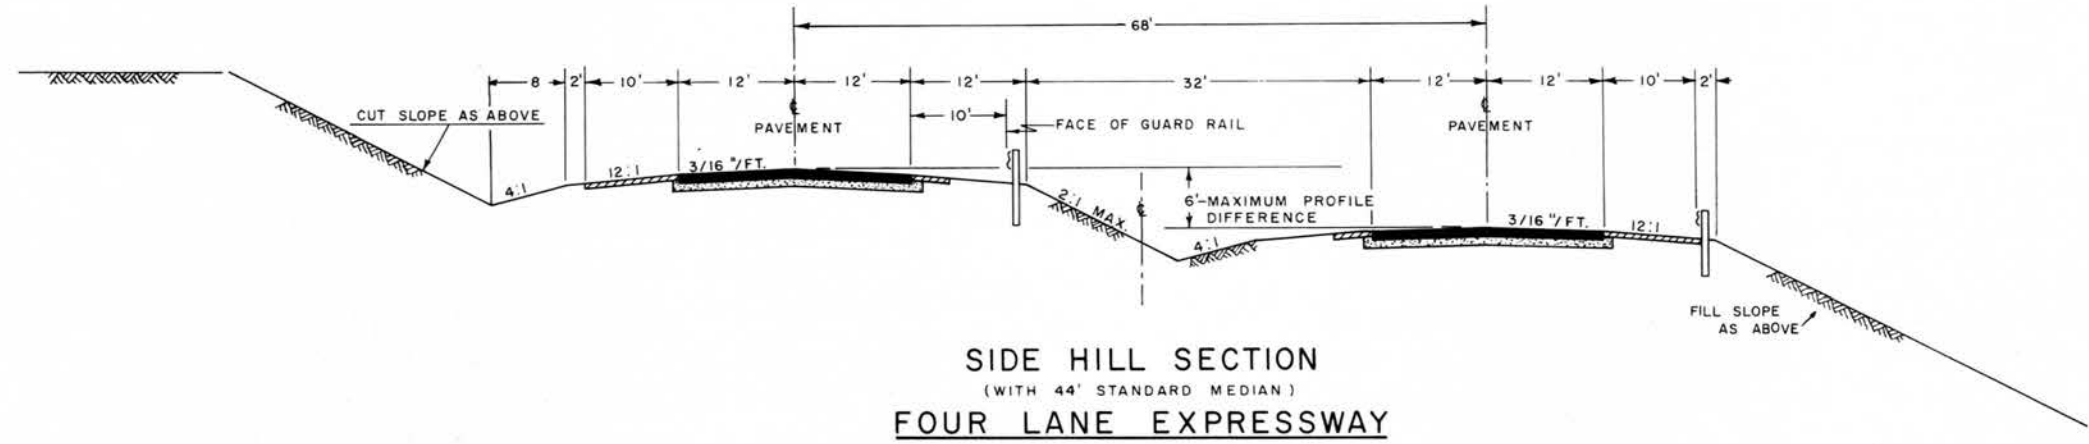 68'
8 2' 10' 12' 12' 12' 32' 12' 12' 10' 2'
CUT SLOPE AS ABOVE
℄
PAVEMENT
10'
FACE OF GUARD RAIL
℄
PAVEMENT
4:1
12:1
3/16 "/FT.
2:1 MAX.
℄
6'-MAXIMUM PROFILE
DIFFERENCE
4:1
3/16 "/FT.
12:1
FILL SLOPE
AS ABOVE
SIDE HILL SECTION
(WITH 44' STANDARD MEDIAN)
FOUR LANE EXPRESSWAY